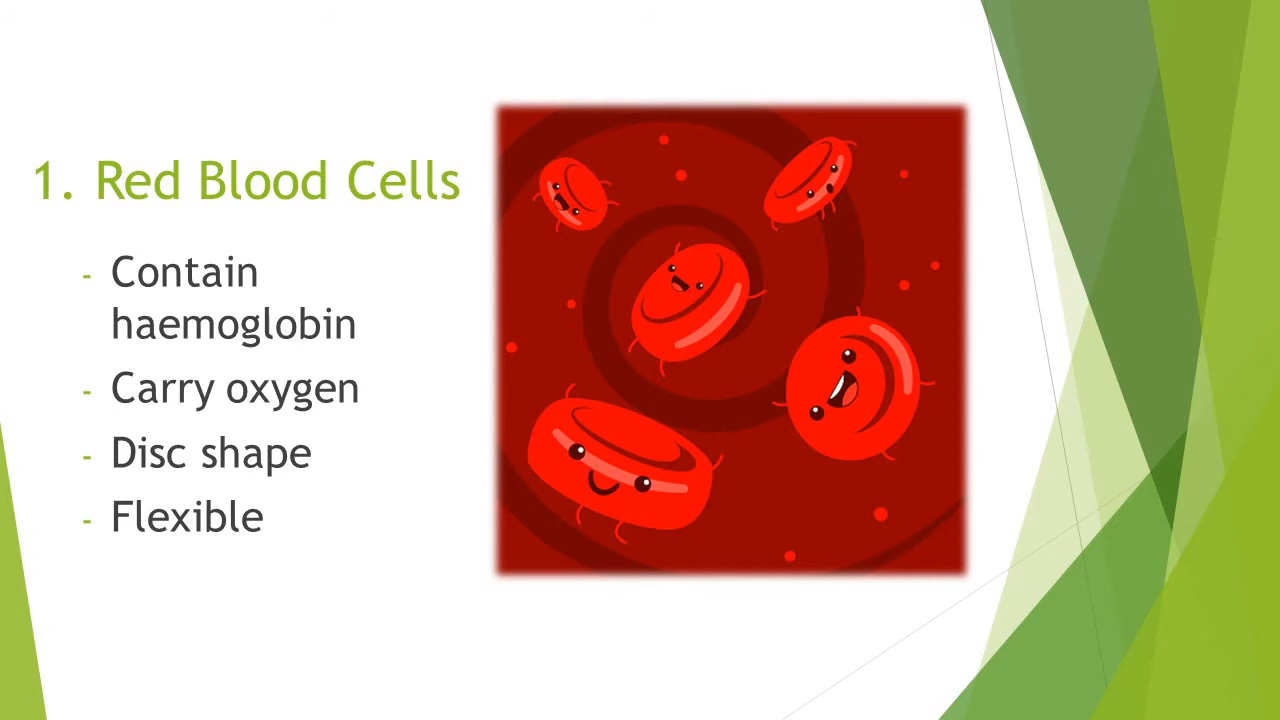 1. Red Blood Cells
- Contain
haemoglobin
- Carry oxygen
- Disc shape
- Flexible